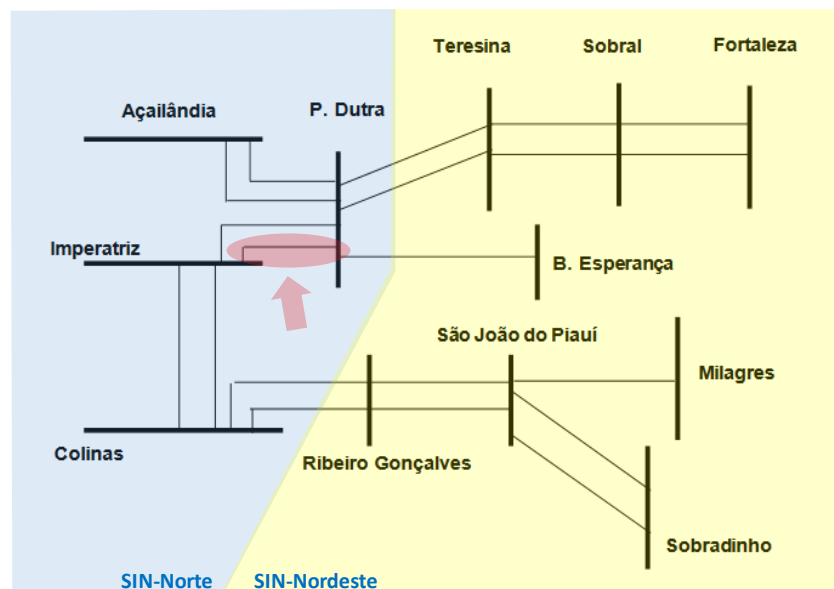 Teresina
Sobral
Fortaleza
Açailândia
P. Dutra
Imperatriz
B. Esperança
São João do Piauí
Milagres
Colinas
Ribeiro Gonçalves
Sobradinho
SIN-Norte
SIN-Nordeste